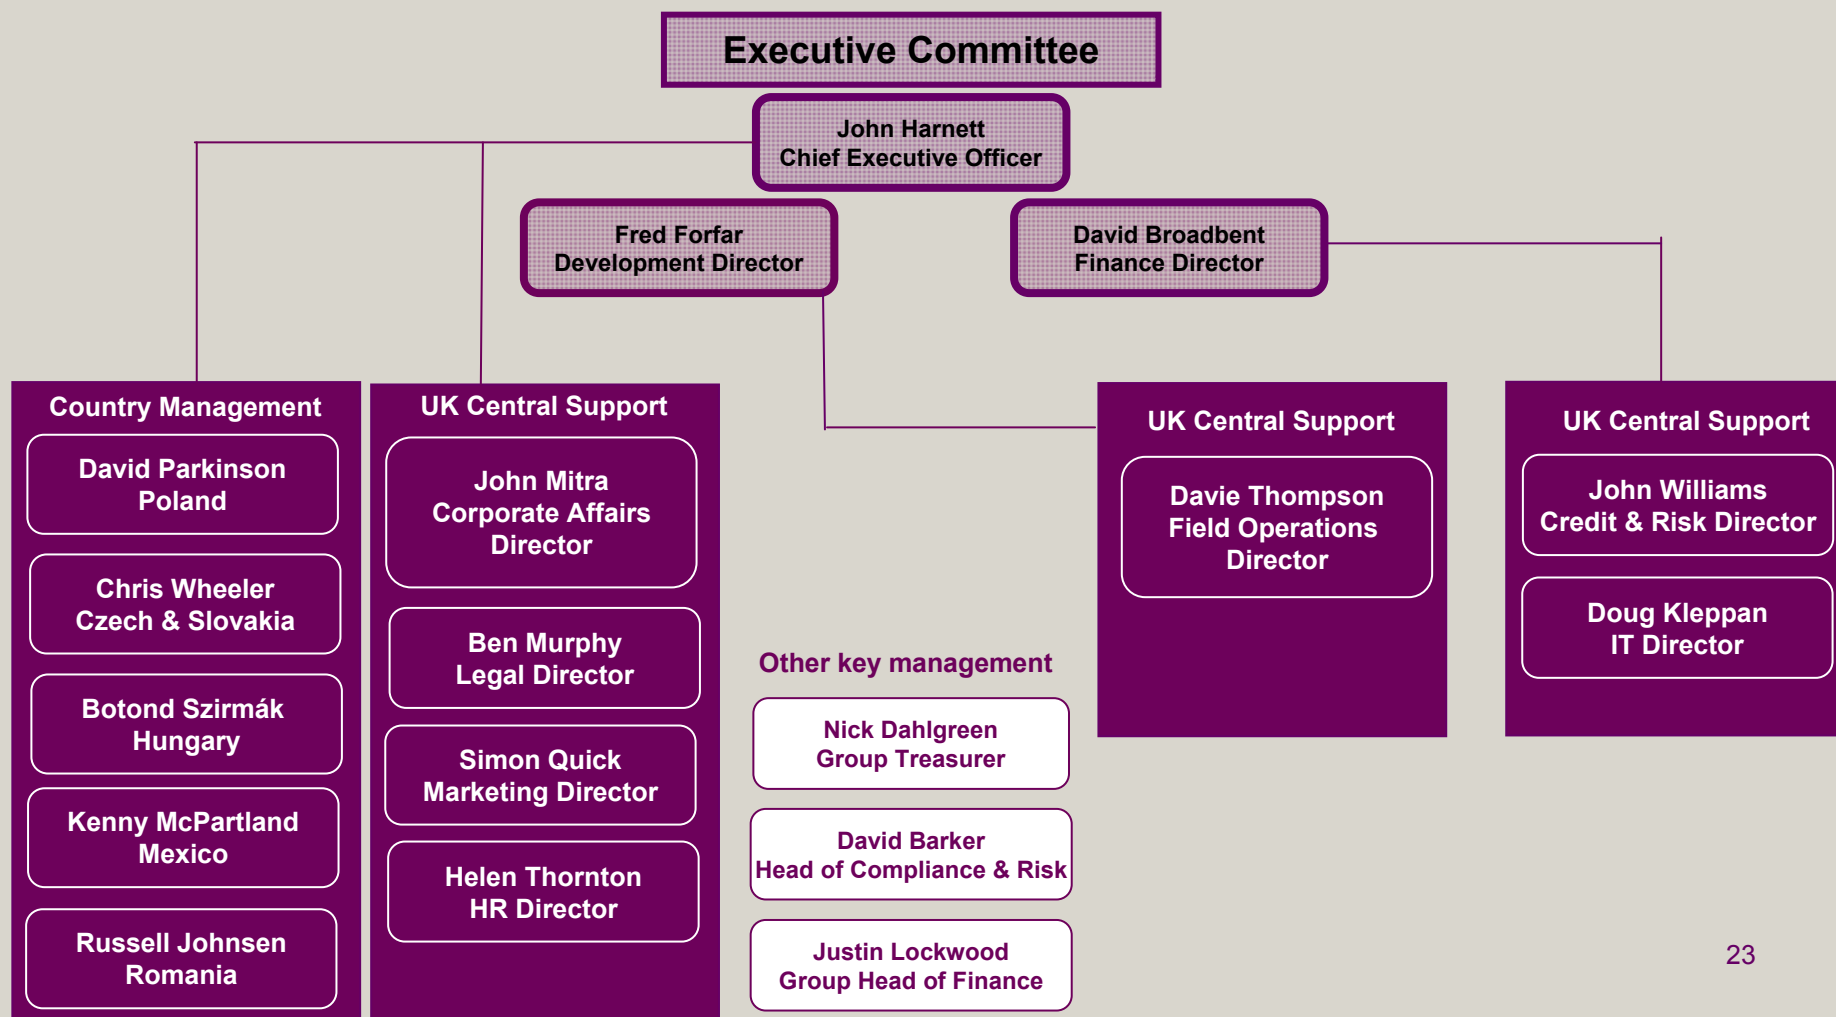 Executive Committee
John Harnett
Chief Executive Officer
Fred Forfar
Development Director
David Broadbent
Finance Director
Country Management
David Parkinson
Poland
Chris Wheeler
Czech & Slovakia
Botond Szirmák
Hungary
Kenny McPartland
Mexico
Russell Johnsen
Romania
UK Central Support
John Mitra
Corporate Affairs
Director
Ben Murphy
Legal Director
Simon Quick
Marketing Director
Helen Thornton
HR Director
Other key management
Nick Dahlgreen
Group Treasurer
David Barker
Head of Compliance & Risk
Justin Lockwood
Group Head of Finance
UK Central Support
Davie Thompson
Field Operations
Director
UK Central Support
John Williams
Credit & Risk Director
Doug Kleppan
IT Director
23